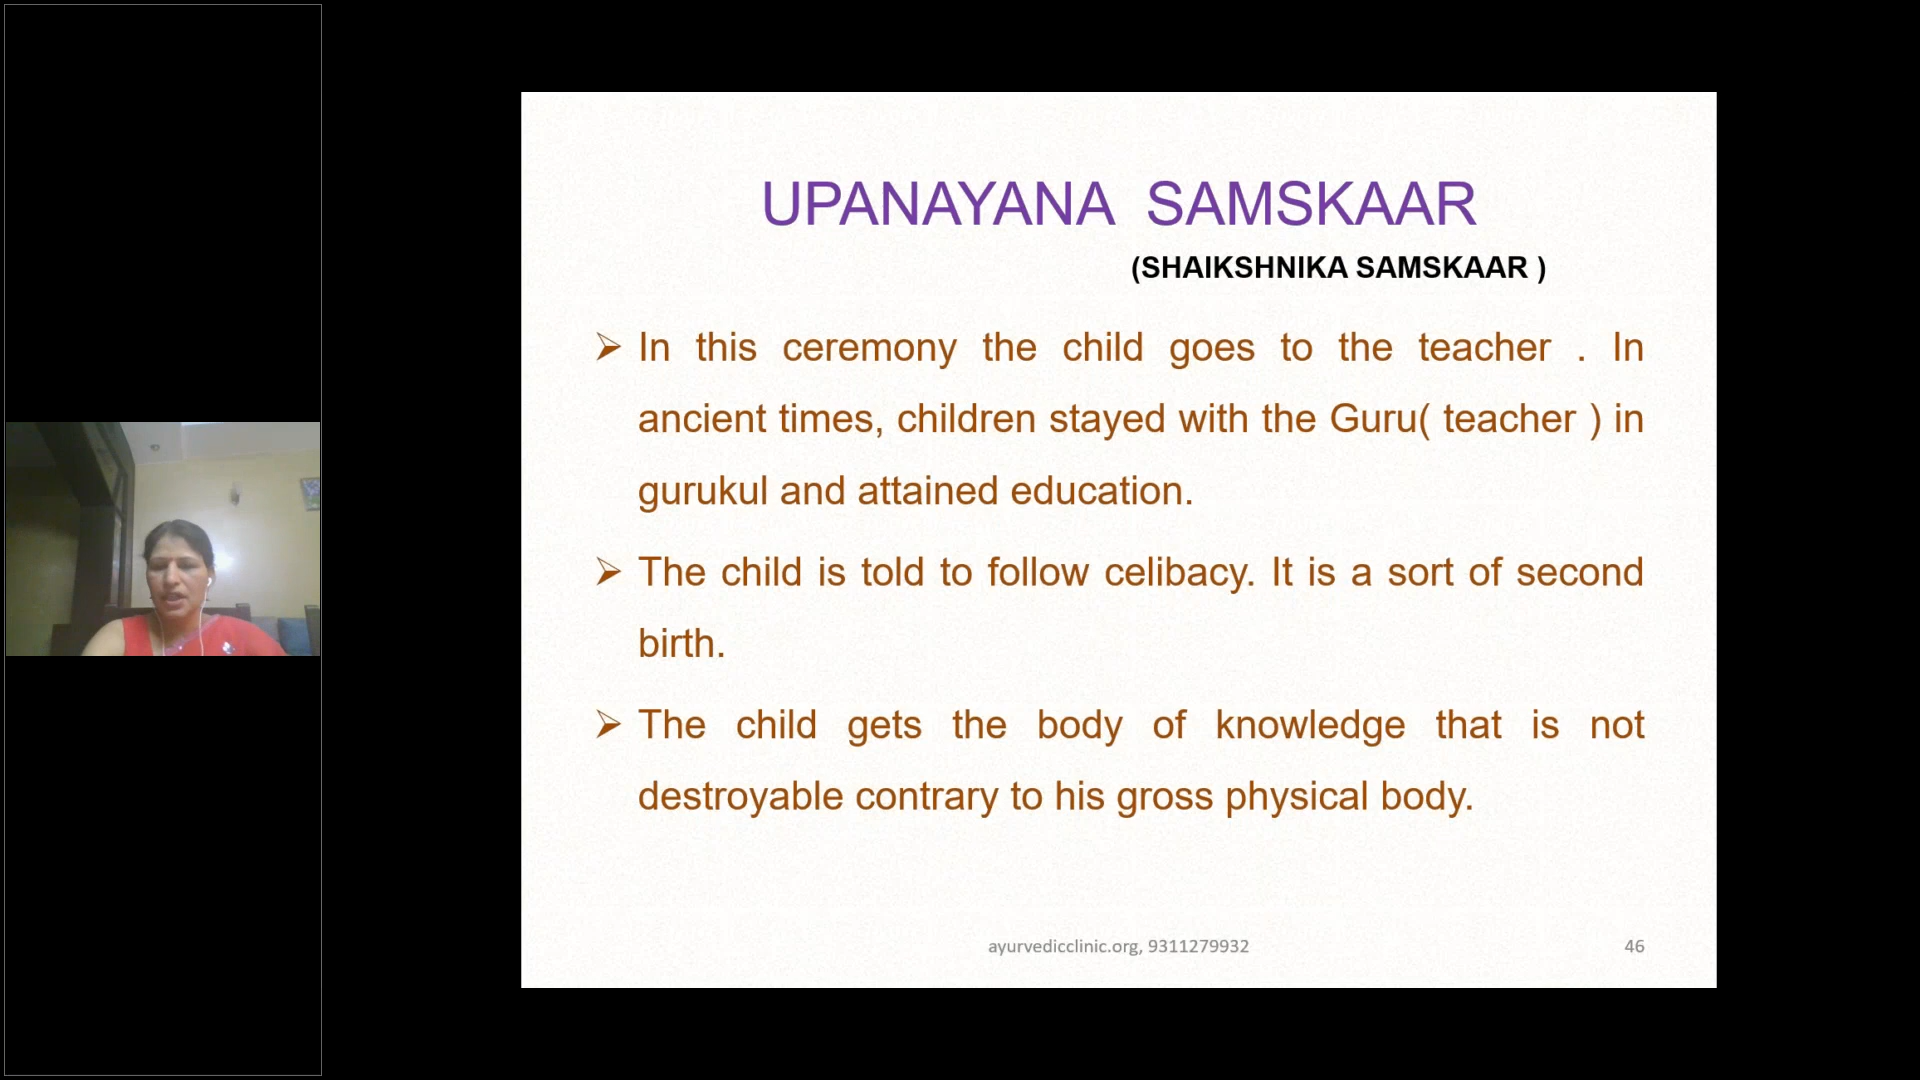 UPANAYANA SAMSKAAR
(SHAIKSHNIKA SAMSKAAR )
In this ceremony the child goes to the teacher . In
ancient times, children stayed with the Guru( teacher ) in
gurukul and attained education.
The child is told to follow celibacy. It is a sort of second
birth.
The child gets the body of knowledge that is not
destroyable contrary to his gross physical body.
ayurvedicclinic.org, 9311279932
46